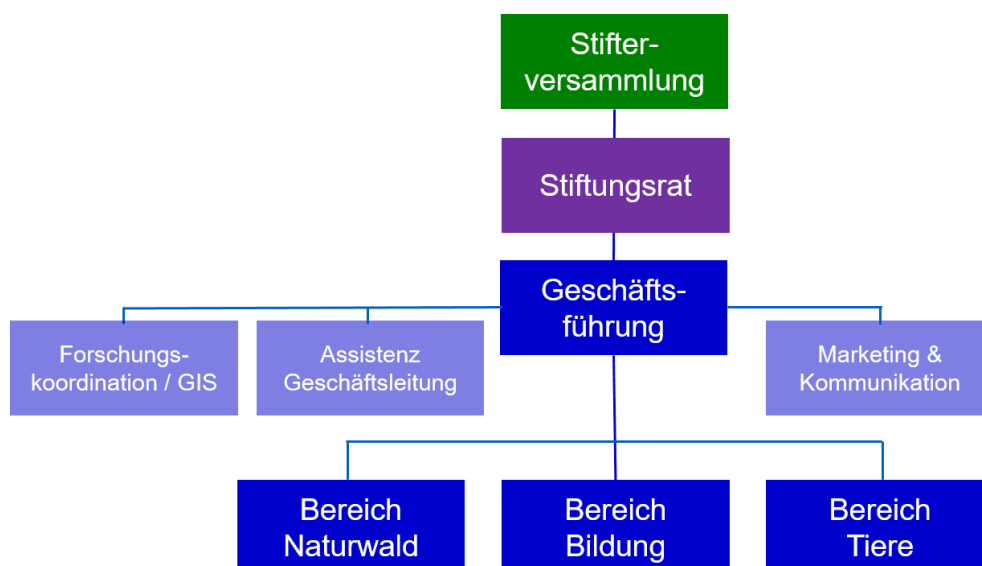 Stifter-
versammlung
Stiftungsrat
Geschäfts-
führung
Forschungs-
koordination / GIS
Assistenz
Geschäftsleitung
Marketing &
Kommunikation
Bereich
Naturwald
Bereich
Bildung
Bereich
Tiere